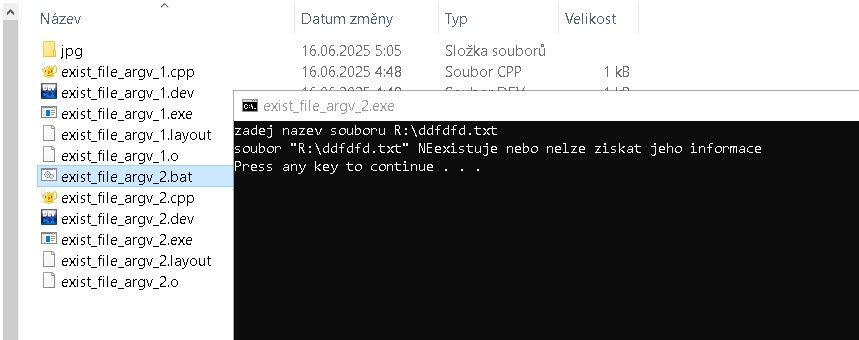 Název Datum změny Typ Velikost
jpg 16.06.2025 5:05 Složka souborů
exist_file_argv_1.cpp 16.06.2025 4:48 Soubor CPP 1 kB
exist_file_argv_1.dev
exist_file_argv_1.exe
exist_file_argv_1.layout
exist_file_argv_1.o
exist_file_argv_2.bat
exist_file_argv_2.cpp
exist_file_argv_2.dev
exist_file_argv_2.exe
exist_file_argv_2.layout
exist_file_argv_2.o
exist_file_argv_2.exe
zadej nazev souboru R:\ddfdfd.txt
soubor "R:\ddfdfd.txt" NEexistuje nebo nelze ziskat jeho informace
Press any key to continue . . .